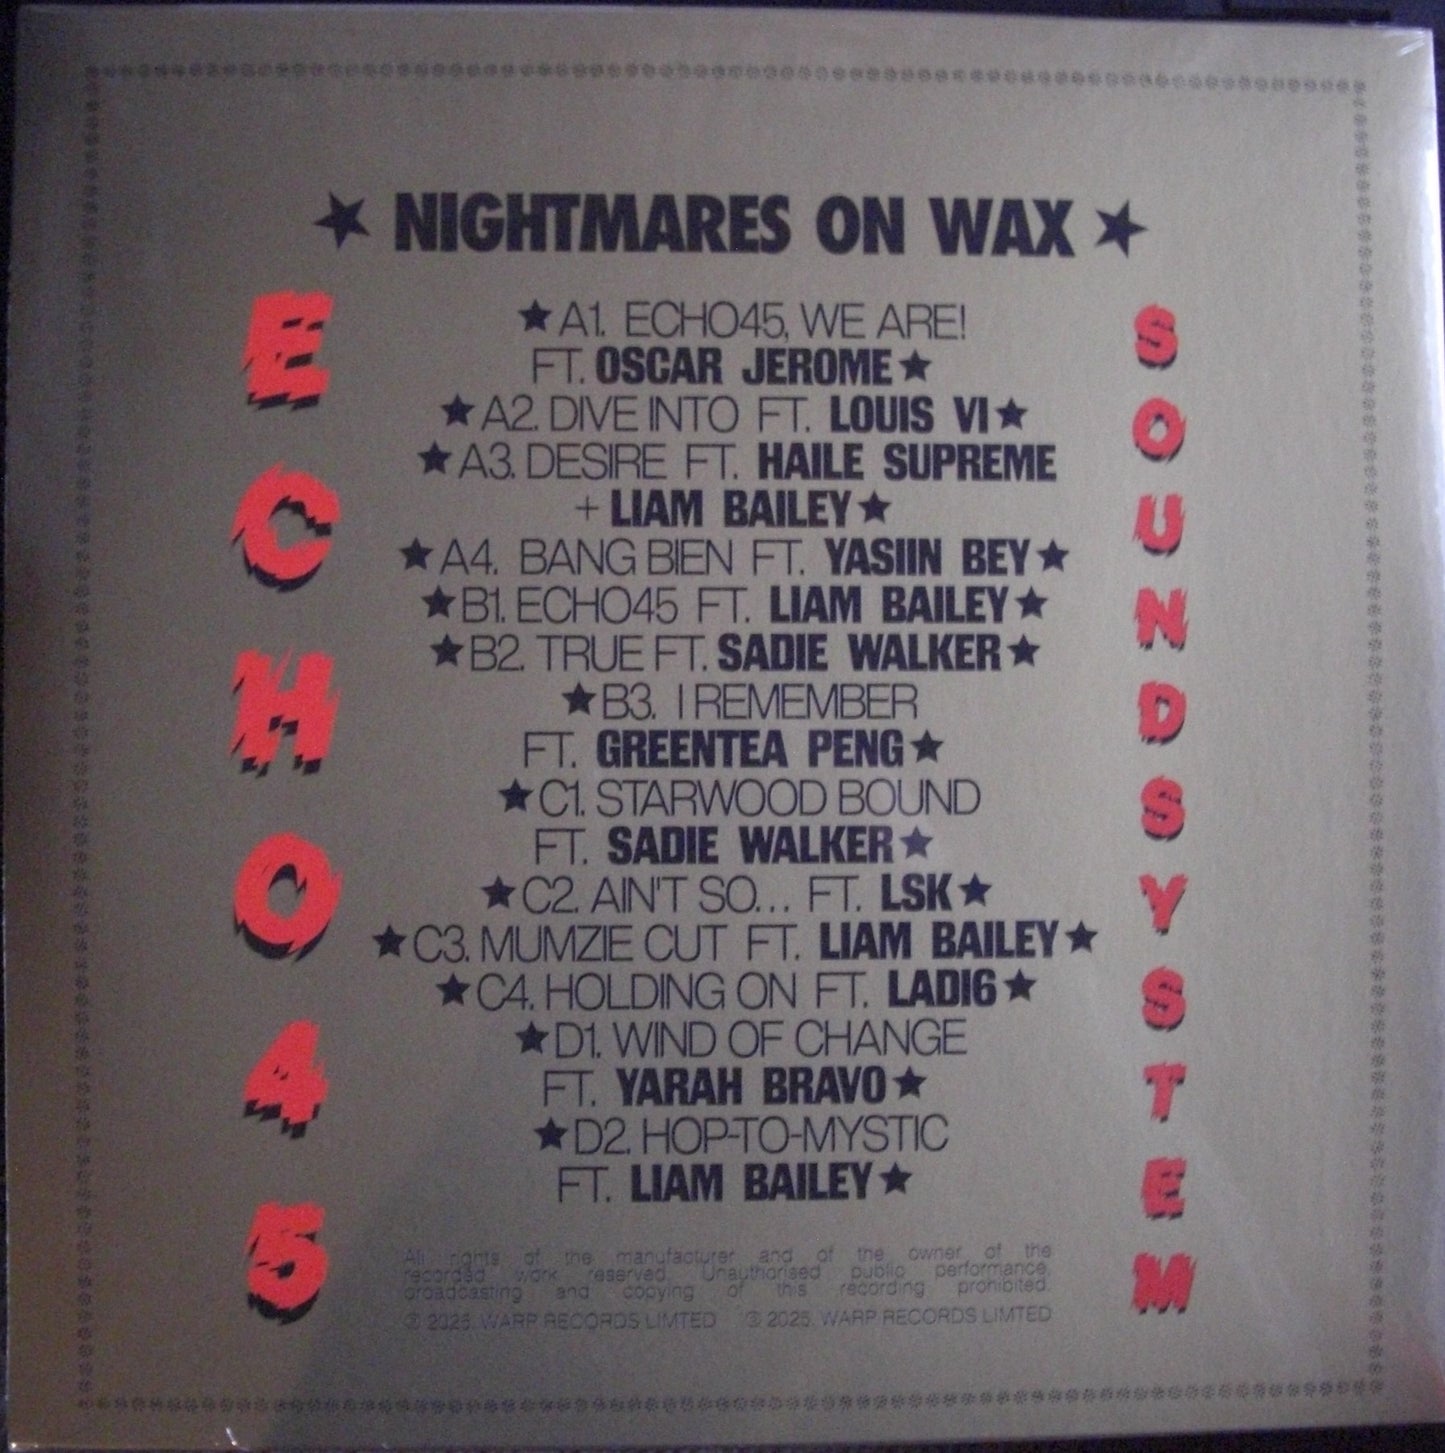 ★ NIGHTMARES ON WAX ★
ECHO45
SOUNDSYSTEM
★ A1. ECHO45, WE ARE!
FT. OSCAR JEROME ★
★ A2. DIVE INTO FT. LOUIS VI ★
★ A3. DESIRE FT. HAILE SUPREME
+ LIAM BAILEY ★
★ A4. BANG BIEN FT. YASIIN BEY ★
★ B1. ECHO45 FT. LIAM BAILEY ★
★ B2. TRUE FT. SADIE WALKER ★
★ B3. I REMEMBER
FT. GREENTEA PENG ★
★ C1. STARWOOD BOUND
FT. SADIE WALKER ★
★ C2. AIN'T SO... FT. LSK ★
★ C3. MUMZIE CUT FT. LIAM BAILEY ★
★ C4. HOLDING ON FT. LADI6 ★
★ D1. WIND OF CHANGE
FT. YARAH BRAVO ★
★ D2. HOP-TO-MYSTIC
FT. LIAM BAILEY ★
All rights of the manufacturer and of the owner of the
recorded work reserved. Unauthorised public performance,
broadcasting and copying of this recording prohibited.
℗ 2025. WARP RECORDS LIMTED © 2025. WARP RECORDS LIMTED